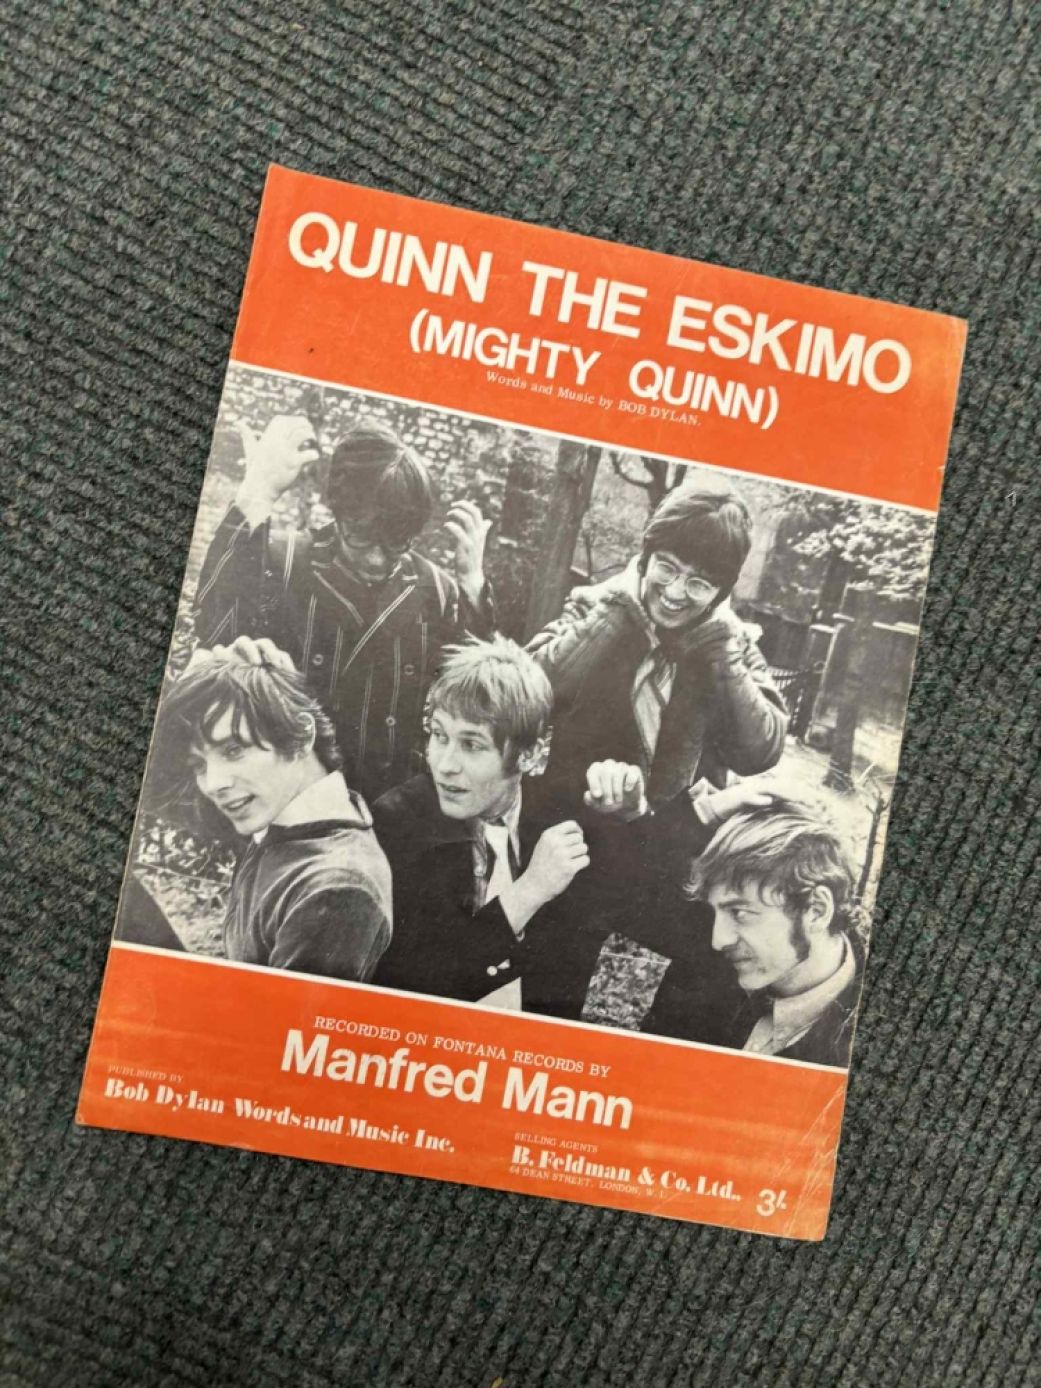 QUINN THE ESKIMO
(MIGHTY QUINN)
Words and Music by BOB DYLAN.
RECORDED ON FONTANA RECORDS BY
Manfred Mann
PUBLISHED BY
Bob Dylan Words and Music Inc.
SELLING AGENTS
B. Feldman & Co. Ltd.,
64 DEAN STREET, LONDON, W.1.
3/-